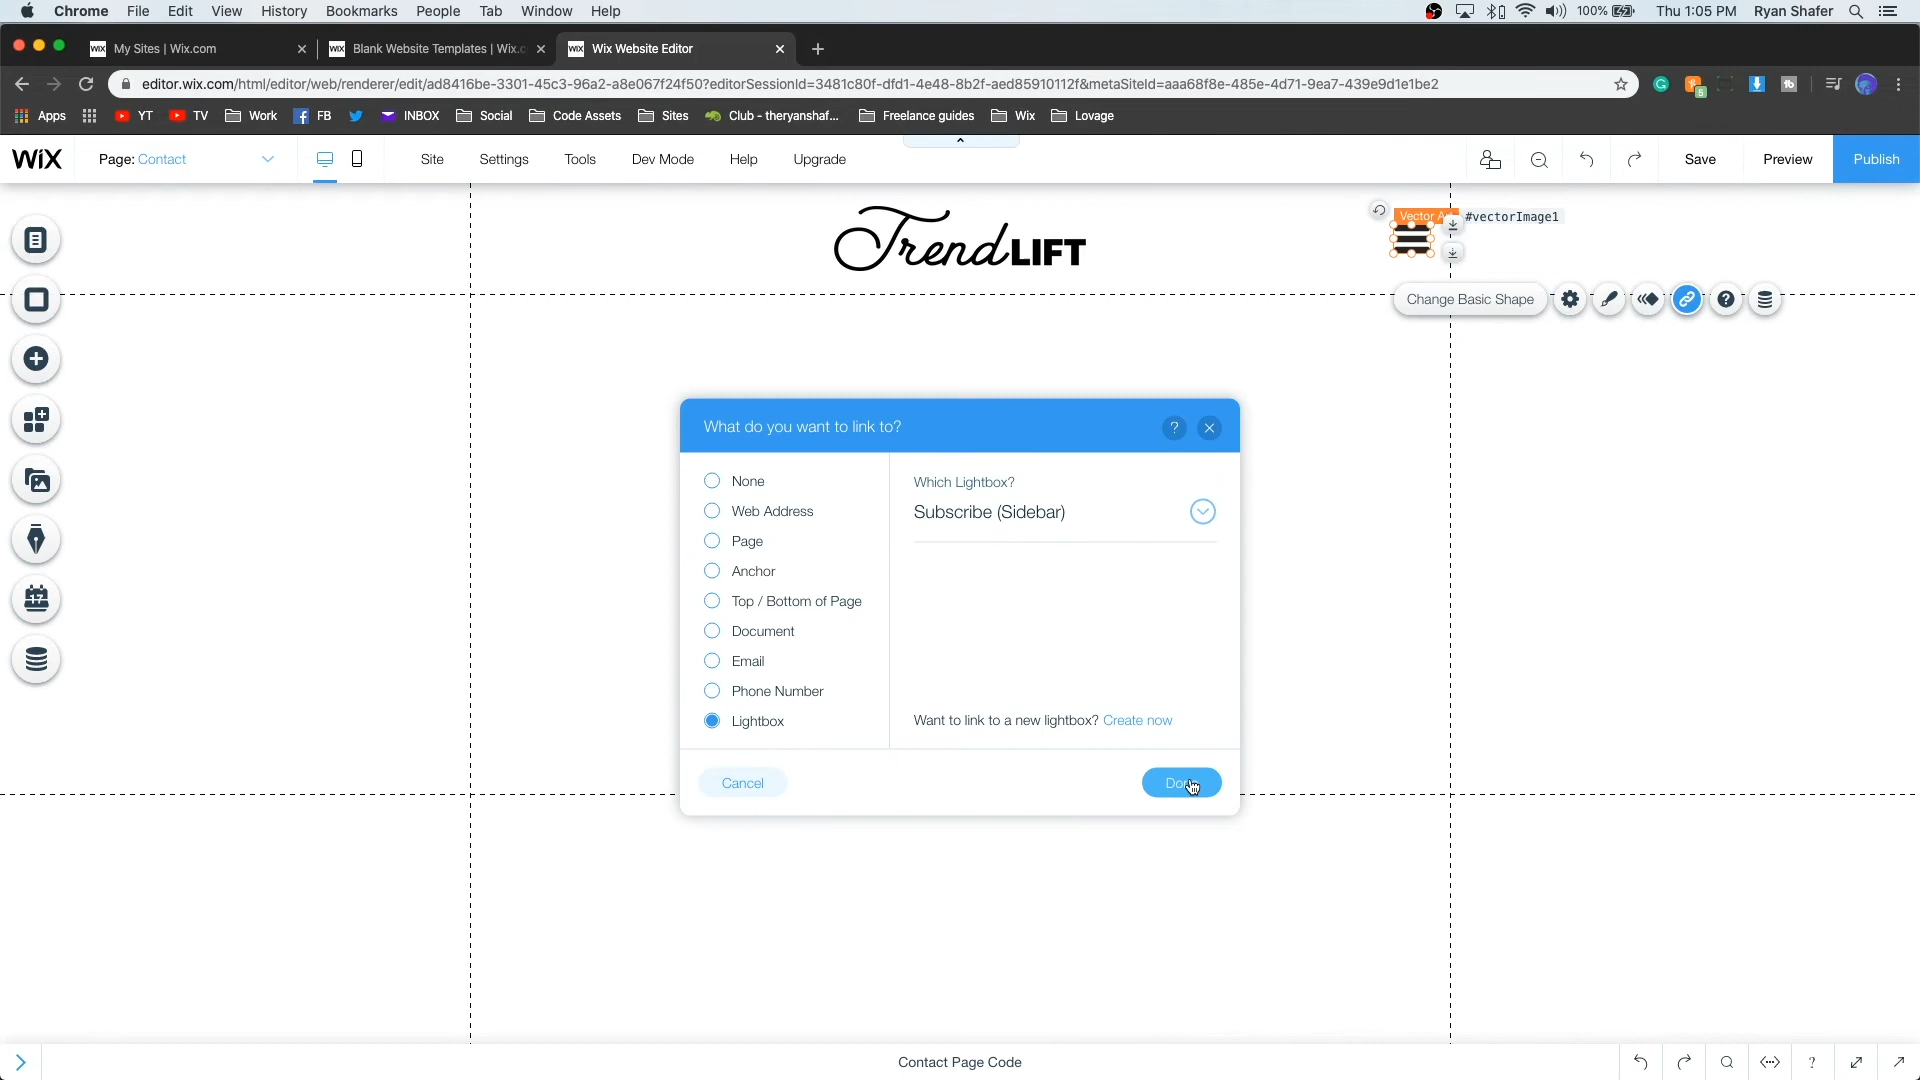 Chrome File Edit View History Bookmarks People Tab Window Help 100% Thu 1:05 PM Ryan Shafer
WIX My Sites | Wix.com WIX Blank Website Templates | Wix.c WIX Wix Website Editor
editor.wix.com/html/editor/web/renderer/edit/ad8416be-3301-45c3-96a2-a8e067f24f50?editorSessionId=3481c80f-dfd1-4e48-8b2f-aed85910112f&metaSiteId=aaa68f8e-485e-4d71-9ea7-439e9d1e1be2
Apps YT TV Work FB INBOX Social Code Assets Sites Club - theryanshaf... Freelance guides Wix Lovage
WiX Page: Contact Site Settings Tools Dev Mode Help Upgrade Save Preview Publish
TrendLIFT
Vector A #vectorImage1
Change Basic Shape
What do you want to link to?
None
Web Address
Page
Anchor
Top / Bottom of Page
Document
Email
Phone Number
Lightbox
Which Lightbox?
Subscribe (Sidebar)
Want to link to a new lightbox? Create now
Cancel
17
Contact Page Code